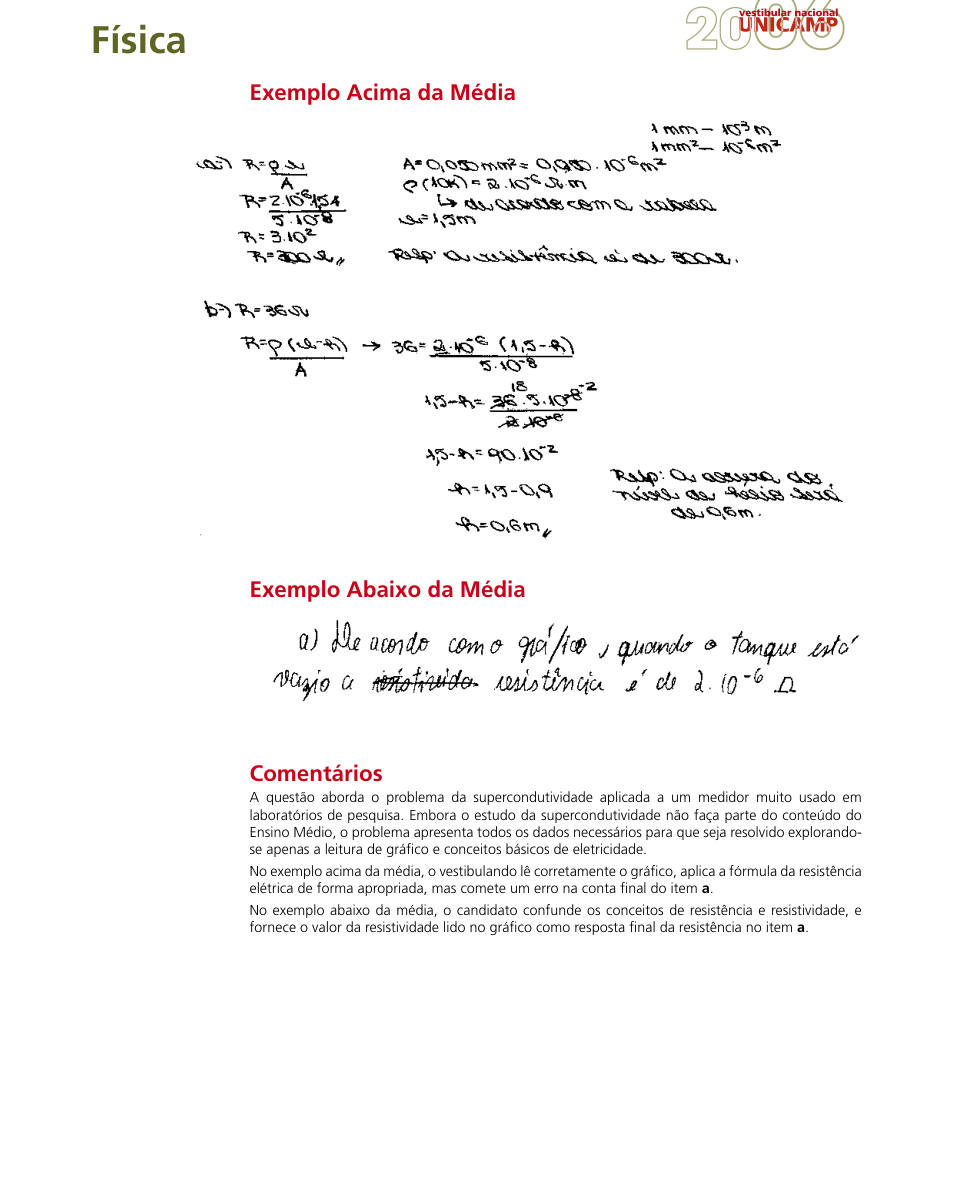 Física
2006
vestibular nacional
UNICAMP
Exemplo Acima da Média
1 mm – 10³ m
1 mm² – 10⁻⁶ m²
a-) R=ρ.l
A
A=0,050 mm² = 0,050.10⁻⁶ m²
ρ(10K)=2.10⁻⁶ Ω.m
↳ de acordo com a tabela
l=1,5m
R=2.10⁻⁶.1,5
5.10⁻⁸
R=3.10²
R=300Ω //
Resp: a resistência é de 300Ω.
b-) R=36Ω
R=ρ(l-h) → 36= 2.10⁻⁶ (1,5-h)
A 5.10⁻⁸
1,5-h= 36.5.10⁻⁸ ⁻²
18
2.10⁻⁶
1,5-h=90.10⁻²
h=1,5-0,9
h=0,6m //
Resp: a altura do
nível de helio será
de 0,6m.
Exemplo Abaixo da Média
a) De acordo com o gráfico, quando o tanque está
vazio a resistência é de 2.10⁻⁶ Ω
Comentários
A questão aborda o problema da supercondutividade aplicada a um medidor muito usado em
laboratórios de pesquisa. Embora o estudo da supercondutividade não faça parte do conteúdo do
Ensino Médio, o problema apresenta todos os dados necessários para que seja resolvido explorando-
se apenas a leitura de gráfico e conceitos básicos de eletricidade.
No exemplo acima da média, o vestibulando lê corretamente o gráfico, aplica a fórmula da resistência
elétrica de forma apropriada, mas comete um erro na conta final do item a.
No exemplo abaixo da média, o candidato confunde os conceitos de resistência e resistividade, e
fornece o valor da resistividade lido no gráfico como resposta final da resistência no item a.